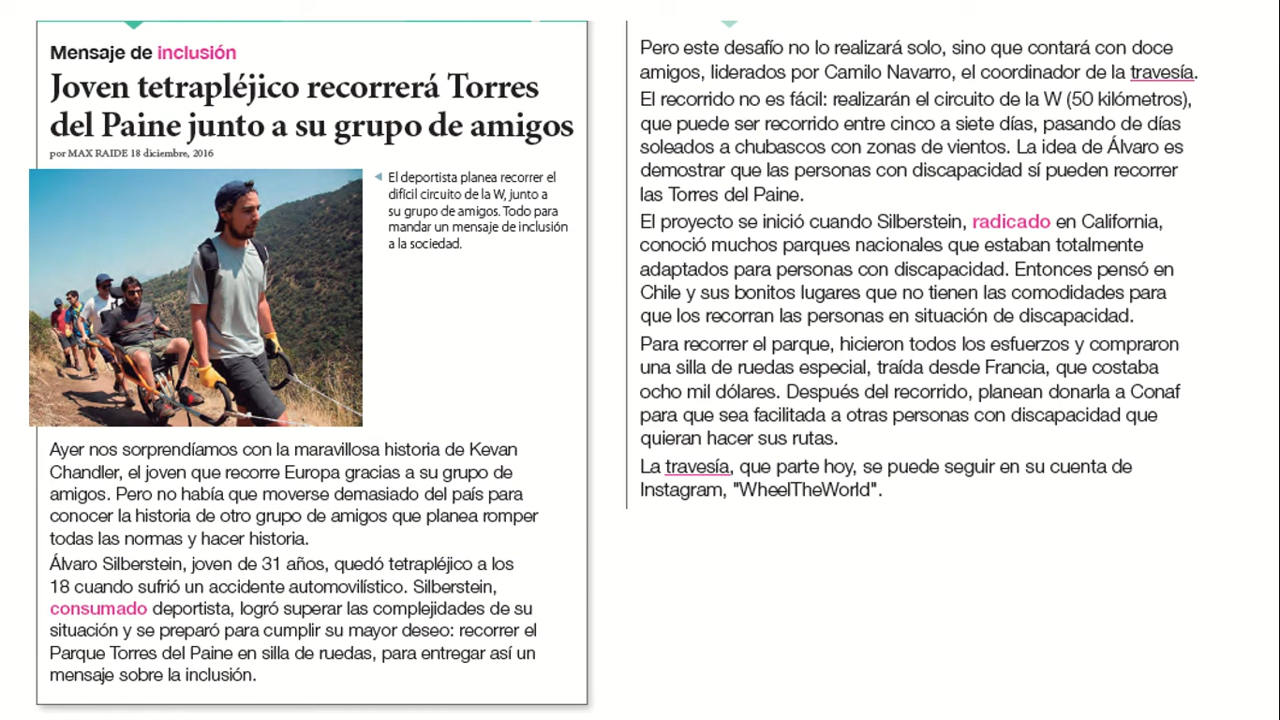 Mensaje de inclusión
Joven tetrapléjico recorrerá Torres
del Paine junto a su grupo de amigos
por MAX RAIDE 18 diciembre, 2016
El deportista planea recorrer el
difícil circuito de la W, junto a
su grupo de amigos. Todo para
mandar un mensaje de inclusión
a la sociedad.
Ayer nos sorprendíamos con la maravillosa historia de Kevan
Chandler, el joven que recorre Europa gracias a su grupo de
amigos. Pero no había que moverse demasiado del país para
conocer la historia de otro grupo de amigos que planea romper
todas las normas y hacer historia.
Álvaro Silberstein, joven de 31 años, quedó tetrapléjico a los
18 cuando sufrió un accidente automovilístico. Silberstein,
consumado deportista, logró superar las complejidades de su
situación y se preparó para cumplir su mayor deseo: recorrer el
Parque Torres del Paine en silla de ruedas, para entregar así un
mensaje sobre la inclusión.
Pero este desafío no lo realizará solo, sino que contará con doce
amigos, liderados por Camilo Navarro, el coordinador de la travesía.
El recorrido no es fácil: realizarán el circuito de la W (50 kilómetros),
que puede ser recorrido entre cinco a siete días, pasando de días
soleados a chubascos con zonas de vientos. La idea de Álvaro es
demostrar que las personas con discapacidad sí pueden recorrer
las Torres del Paine.
El proyecto se inició cuando Silberstein, radicado en California,
conoció muchos parques nacionales que estaban totalmente
adaptados para personas con discapacidad. Entonces pensó en
Chile y sus bonitos lugares que no tienen las comodidades para
que los recorran las personas en situación de discapacidad.
Para recorrer el parque, hicieron todos los esfuerzos y compraron
una silla de ruedas especial, traída desde Francia, que costaba
ocho mil dólares. Después del recorrido, planean donarla a Conaf
para que sea facilitada a otras personas con discapacidad que
quieran hacer sus rutas.
La travesía, que parte hoy, se puede seguir en su cuenta de
Instagram, "WheelTheWorld".